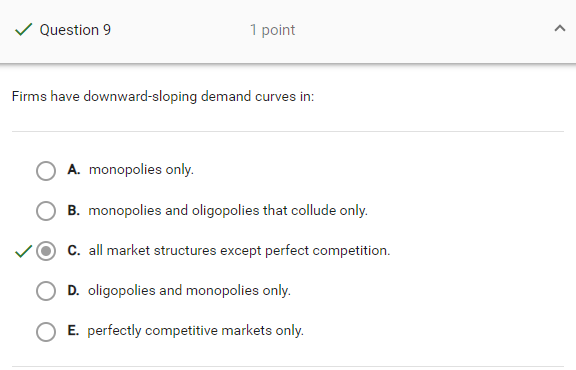 Question 9 1 point
Firms have downward-sloping demand curves in:
A. monopolies only.
B. monopolies and oligopolies that collude only.
C. all market structures except perfect competition.
D. oligopolies and monopolies only.
E. perfectly competitive markets only.